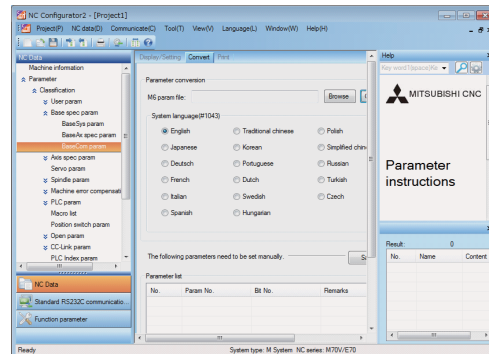 NC Configurator2 - [Project1]
Project(P) NC data(D) Communicate(C) Tool(T) View(V) Language(L) Window(W) Help(H)
NC Data
Machine information
Parameter
Classification
User param
Base spec param
BaseSys param
BaseAx spec param
BaseCom param
Axis spec param
Servo param
Spindle param
Machine error compensati
PLC param
Macro list
Position switch param
Open param
CC-Link param
PLC Index param
NC Data
Standard RS232C communicatio...
Function parameter
Display/Setting Convert Print
Parameter conversion
M6 param file: Browse
System language(#1043)
English Traditional chinese Polish
Japanese Korean Simplified chin
Deutsch Portuguese Russian
French Dutch Turkish
Italian Swedish Czech
Spanish Hungarian
The following parameters need to be set manually.
Parameter list
No. Param No. Bit No. Remarks
Help
Key word1[space]Ke
MITSUBISHI CNC
Parameter
instructions
Result: 0
No. Name Content
Ready System type: M System NC series: M70V/E70